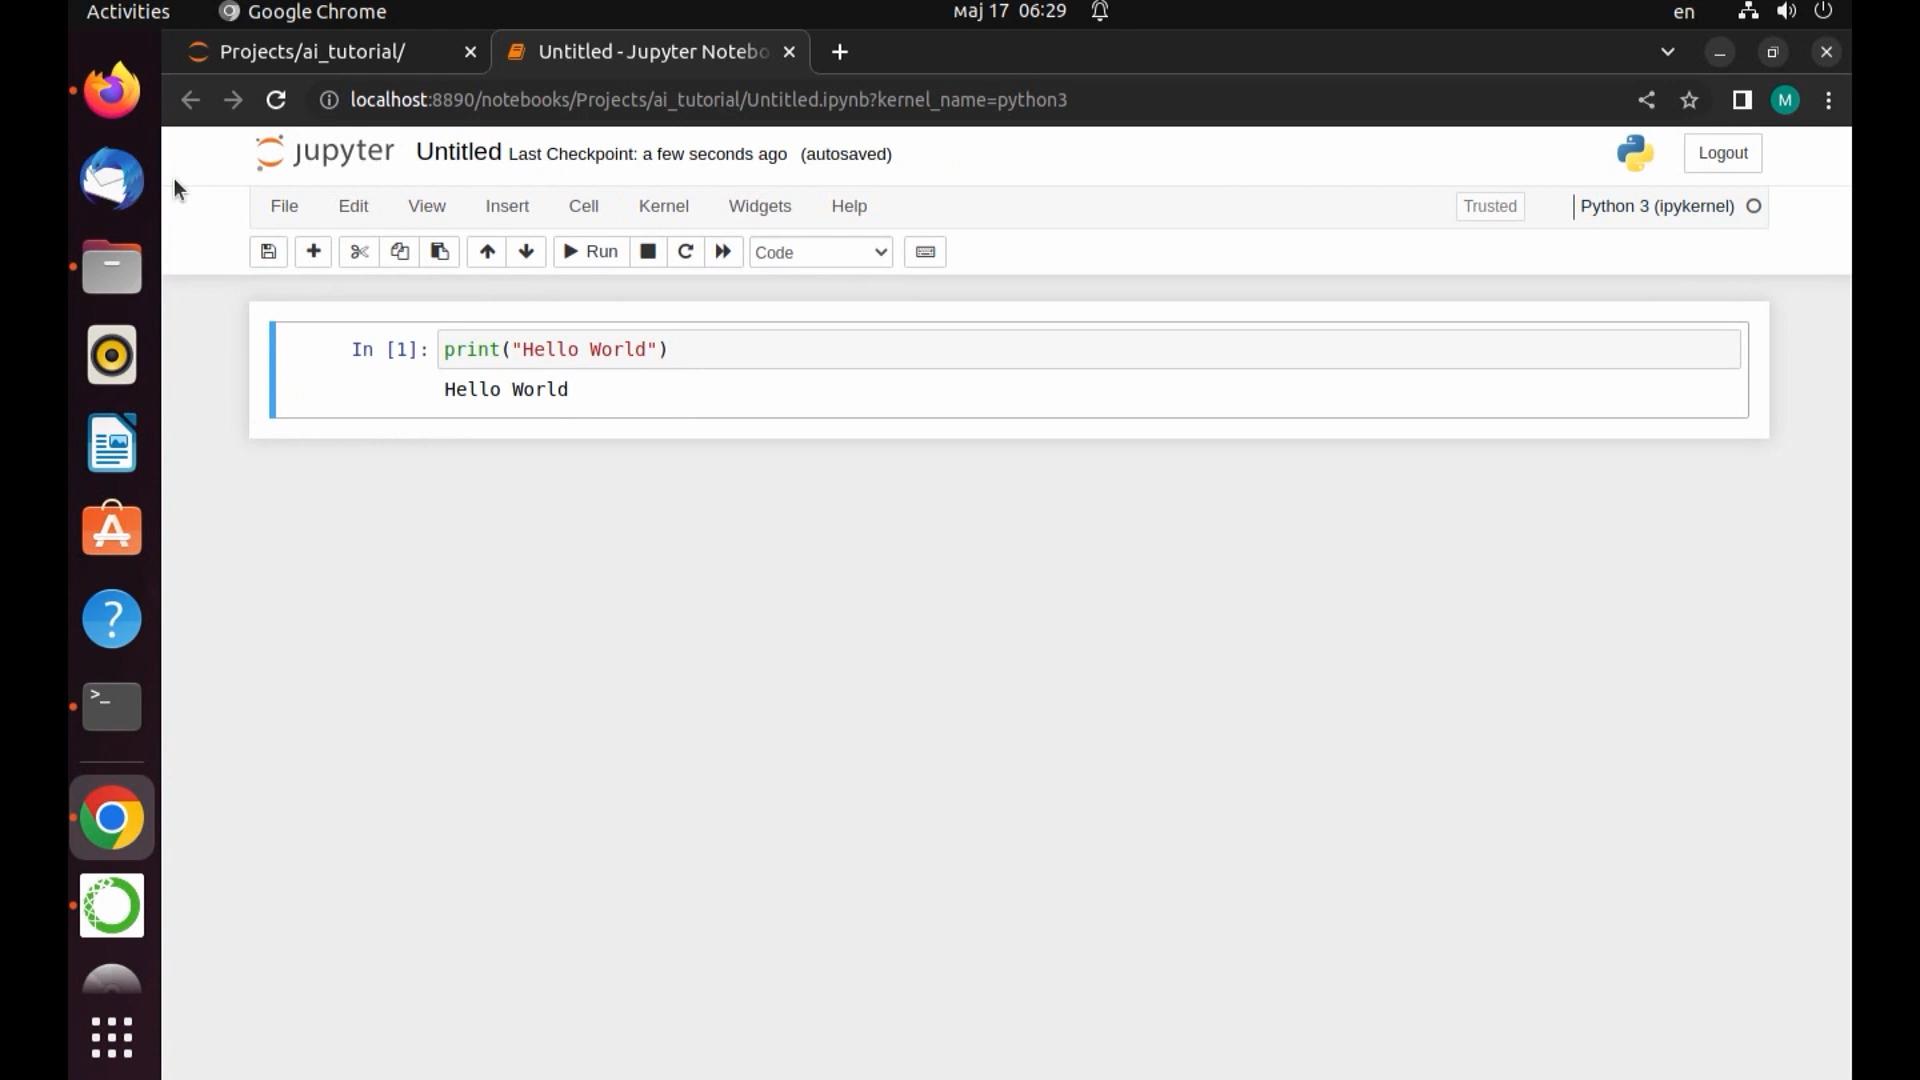 Activities
Google Chrome
мај 17 06:29
en
Projects/ai_tutorial/
Untitled - Jupyter Notebo
localhost:8890/notebooks/Projects/ai_tutorial/Untitled.ipynb?kernel_name=python3
M
jupyter
Untitled Last Checkpoint: a few seconds ago (autosaved)
Logout
File Edit View Insert Cell Kernel Widgets Help
Trusted
Python 3 (ipykernel)
Run
Code
In [1]: print("Hello World")
Hello World